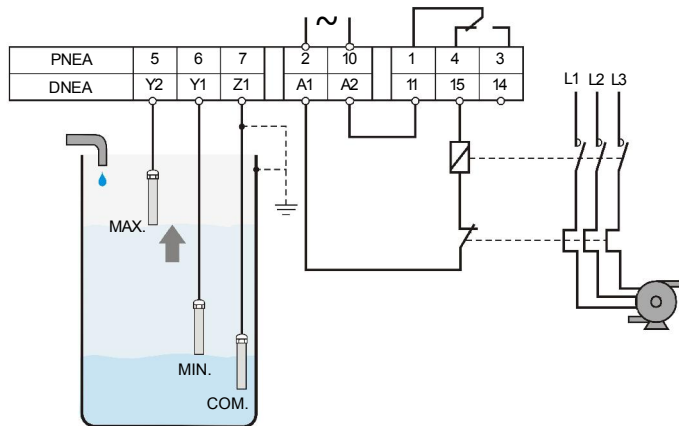 ~
PNEA 5 6 7 2 10 1 4 3
DNEA Y2 Y1 Z1 A1 A2 11 15 14
L1 L2 L3
MAX.
MIN.
COM.